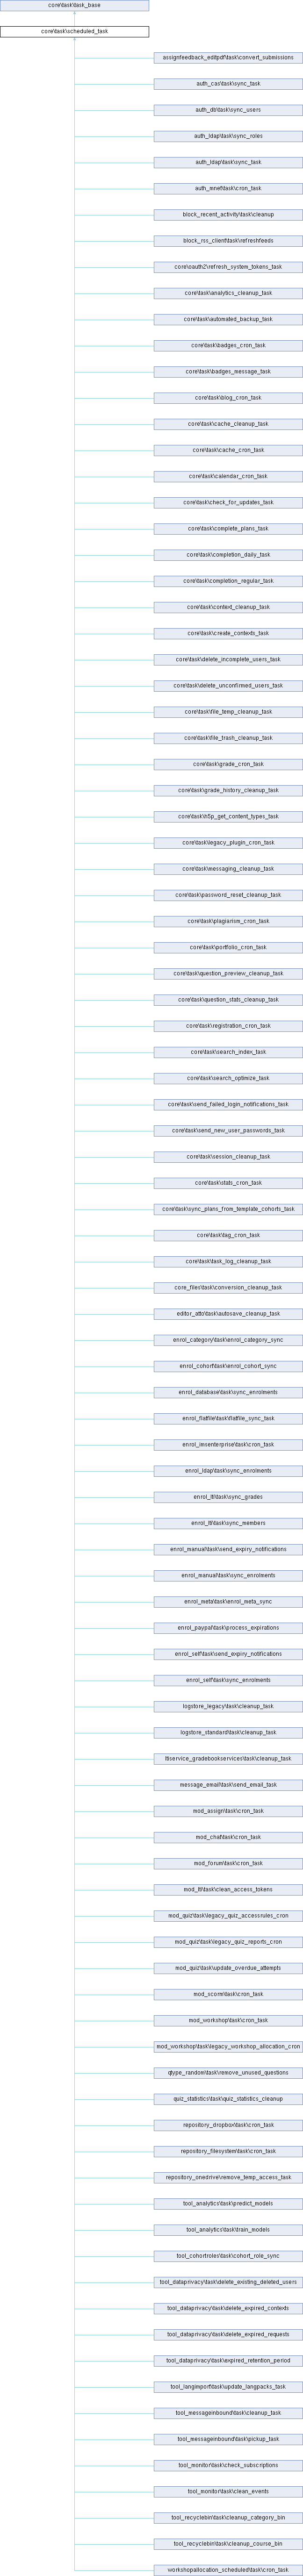 core\task\task_base
core\task\scheduled_task
assignfeedback_editpdf\task\convert_submissions
auth_cas\task\sync_task
auth_db\task\sync_users
auth_ldap\task\sync_roles
auth_ldap\task\sync_task
auth_mnet\task\cron_task
block_recent_activity\task\cleanup
block_rss_client\task\refreshfeeds
core\oauth2\refresh_system_tokens_task
core\task\analytics_cleanup_task
core\task\automated_backup_task
core\task\badges_cron_task
core\task\badges_message_task
core\task\blog_cron_task
core\task\cache_cleanup_task
core\task\cache_cron_task
core\task\calendar_cron_task
core\task\check_for_updates_task
core\task\complete_plans_task
core\task\completion_daily_task
core\task\completion_regular_task
core\task\context_cleanup_task
core\task\create_contexts_task
core\task\delete_incomplete_users_task
core\task\delete_unconfirmed_users_task
core\task\file_temp_cleanup_task
core\task\file_trash_cleanup_task
core\task\grade_cron_task
core\task\grade_history_cleanup_task
core\task\h5p_get_content_types_task
core\task\legacy_plugin_cron_task
core\task\messaging_cleanup_task
core\task\password_reset_cleanup_task
core\task\plagiarism_cron_task
core\task\portfolio_cron_task
core\task\question_preview_cleanup_task
core\task\question_stats_cleanup_task
core\task\registration_cron_task
core\task\search_index_task
core\task\search_optimize_task
core\task\send_failed_login_notifications_task
core\task\send_new_user_passwords_task
core\task\session_cleanup_task
core\task\stats_cron_task
core\task\sync_plans_from_template_cohorts_task
core\task\tag_cron_task
core\task\task_log_cleanup_task
core_files\task\conversion_cleanup_task
editor_atto\task\autosave_cleanup_task
enrol_category\task\enrol_category_sync
enrol_cohort\task\enrol_cohort_sync
enrol_database\task\sync_enrolments
enrol_flatfile\task\flatfile_sync_task
enrol_imsenterprise\task\cron_task
enrol_ldap\task\sync_enrolments
enrol_lti\task\sync_grades
enrol_lti\task\sync_members
enrol_manual\task\send_expiry_notifications
enrol_manual\task\sync_enrolments
enrol_meta\task\enrol_meta_sync
enrol_paypal\task\process_expirations
enrol_self\task\send_expiry_notifications
enrol_self\task\sync_enrolments
logstore_legacy\task\cleanup_task
logstore_standard\task\cleanup_task
ltiservice_gradebookservices\task\cleanup_task
message_email\task\send_email_task
mod_assign\task\cron_task
mod_chat\task\cron_task
mod_forum\task\cron_task
mod_lti\task\clean_access_tokens
mod_quiz\task\legacy_quiz_accessrules_cron
mod_quiz\task\legacy_quiz_reports_cron
mod_quiz\task\update_overdue_attempts
mod_scorm\task\cron_task
mod_workshop\task\cron_task
mod_workshop\task\legacy_workshop_allocation_cron
qtype_random\task\remove_unused_questions
quiz_statistics\task\quiz_statistics_cleanup
repository_dropbox\task\cron_task
repository_filesystem\task\cron_task
repository_onedrive\remove_temp_access_task
tool_analytics\task\predict_models
tool_analytics\task\train_models
tool_cohortroles\task\cohort_role_sync
tool_dataprivacy\task\delete_existing_deleted_users
tool_dataprivacy\task\delete_expired_contexts
tool_dataprivacy\task\delete_expired_requests
tool_dataprivacy\task\expired_retention_period
tool_langimport\task\update_langpacks_task
tool_messageinbound\task\cleanup_task
tool_messageinbound\task\pickup_task
tool_monitor\task\check_subscriptions
tool_monitor\task\clean_events
tool_recyclebin\task\cleanup_category_bin
tool_recyclebin\task\cleanup_course_bin
workshopallocation_scheduled\task\cron_task